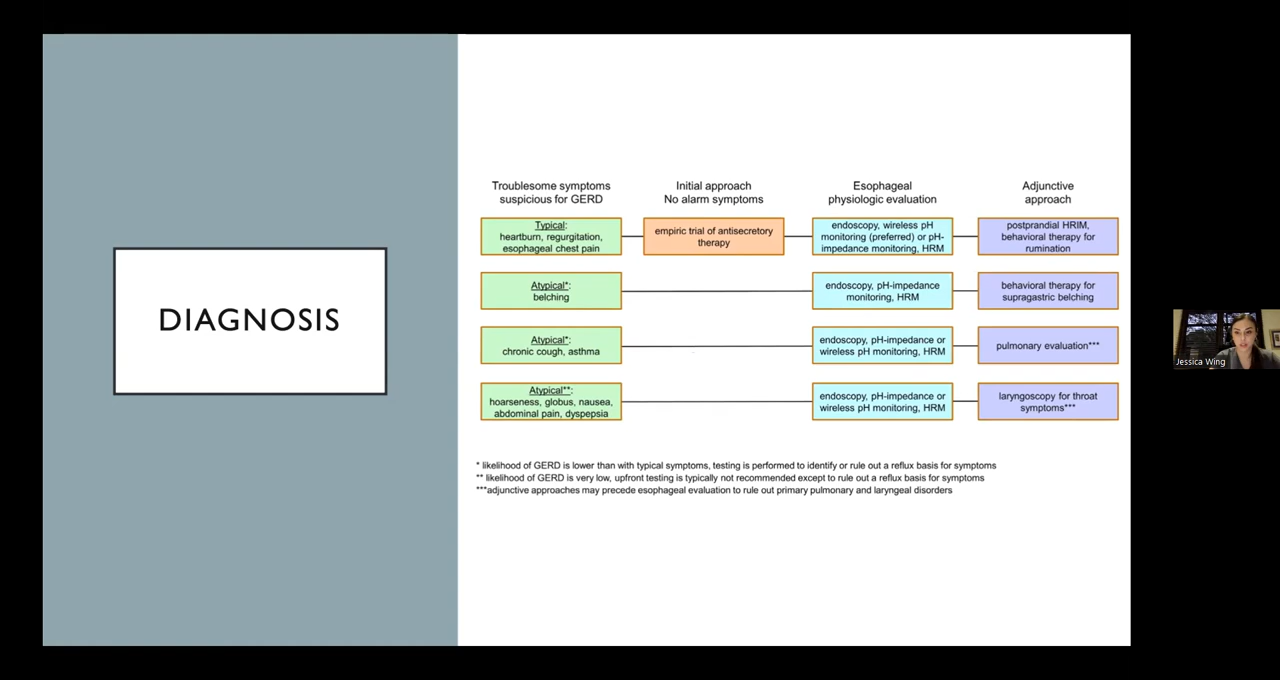 DIAGNOSIS
Troublesome symptoms
suspicious for GERD
Initial approach
No alarm symptoms
Esophageal
physiologic evaluation
Adjunctive
approach
Typical:
heartburn, regurgitation,
esophageal chest pain
empiric trial of antisecretory
therapy
endoscopy, wireless pH
monitoring (preferred) or pH-
impedance monitoring, HRM
postprandial HRIM,
behavioral therapy for
rumination
Atypical*:
belching
endoscopy, pH-impedance
monitoring, HRM
behavioral therapy for
supragastric belching
Atypical*:
chronic cough, asthma
endoscopy, pH-impedance or
wireless pH monitoring, HRM
pulmonary evaluation***
Atypical**:
hoarseness, globus, nausea,
abdominal pain, dyspepsia
endoscopy, pH-impedance or
wireless pH monitoring, HRM
laryngoscopy for throat
symptoms***
* likelihood of GERD is lower than with typical symptoms, testing is performed to identify or rule out a reflux basis for symptoms
** likelihood of GERD is very low, upfront testing is typically not recommended except to rule out a reflux basis for symptoms
***adjunctive approaches may precede esophageal evaluation to rule out primary pulmonary and laryngeal disorders
Jessica Wing